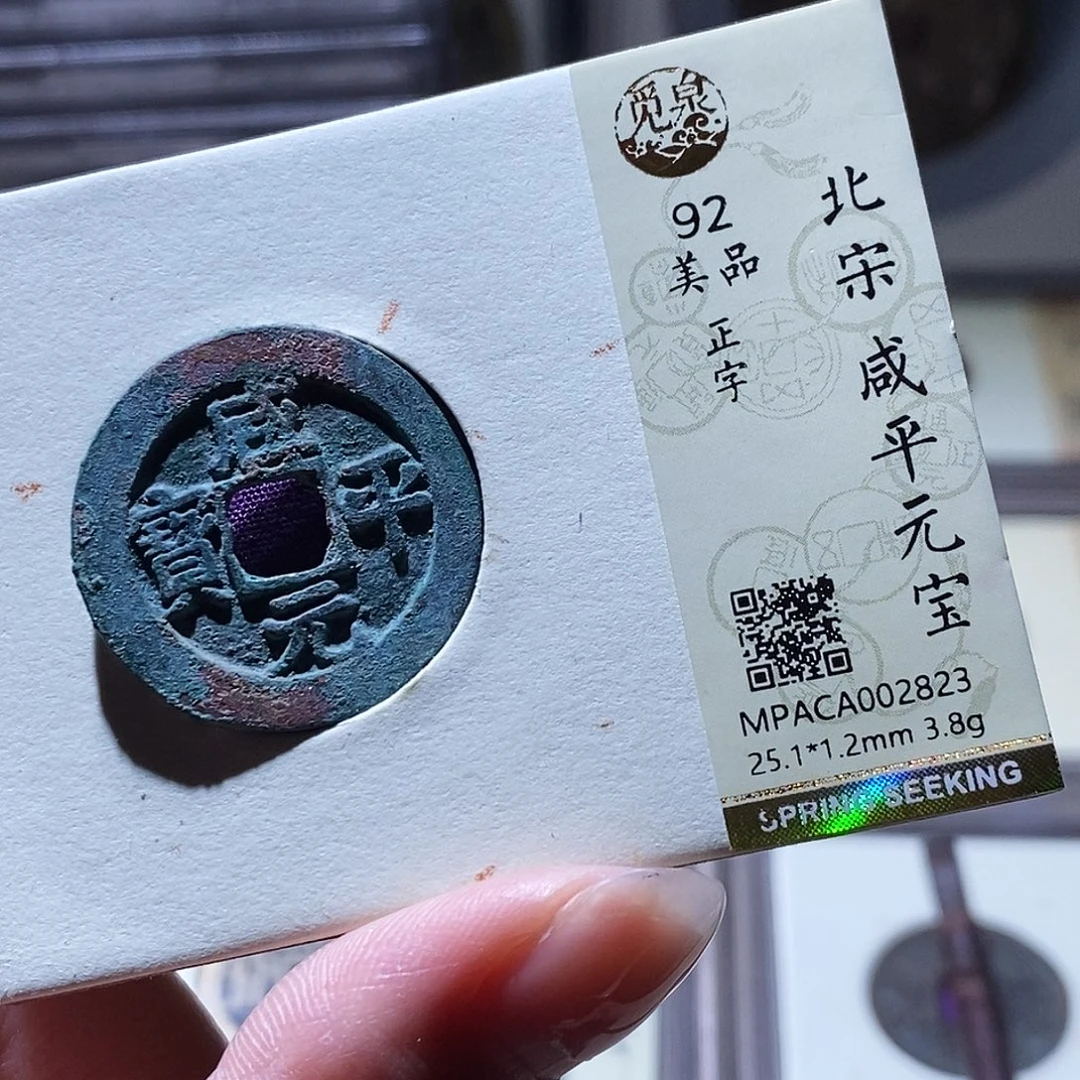 咸平元寶
觅泉
92
美品
正字
北宋 咸平元宝
MPACA002823
25.1*1.2mm 3.8g
SPRING SEEKING